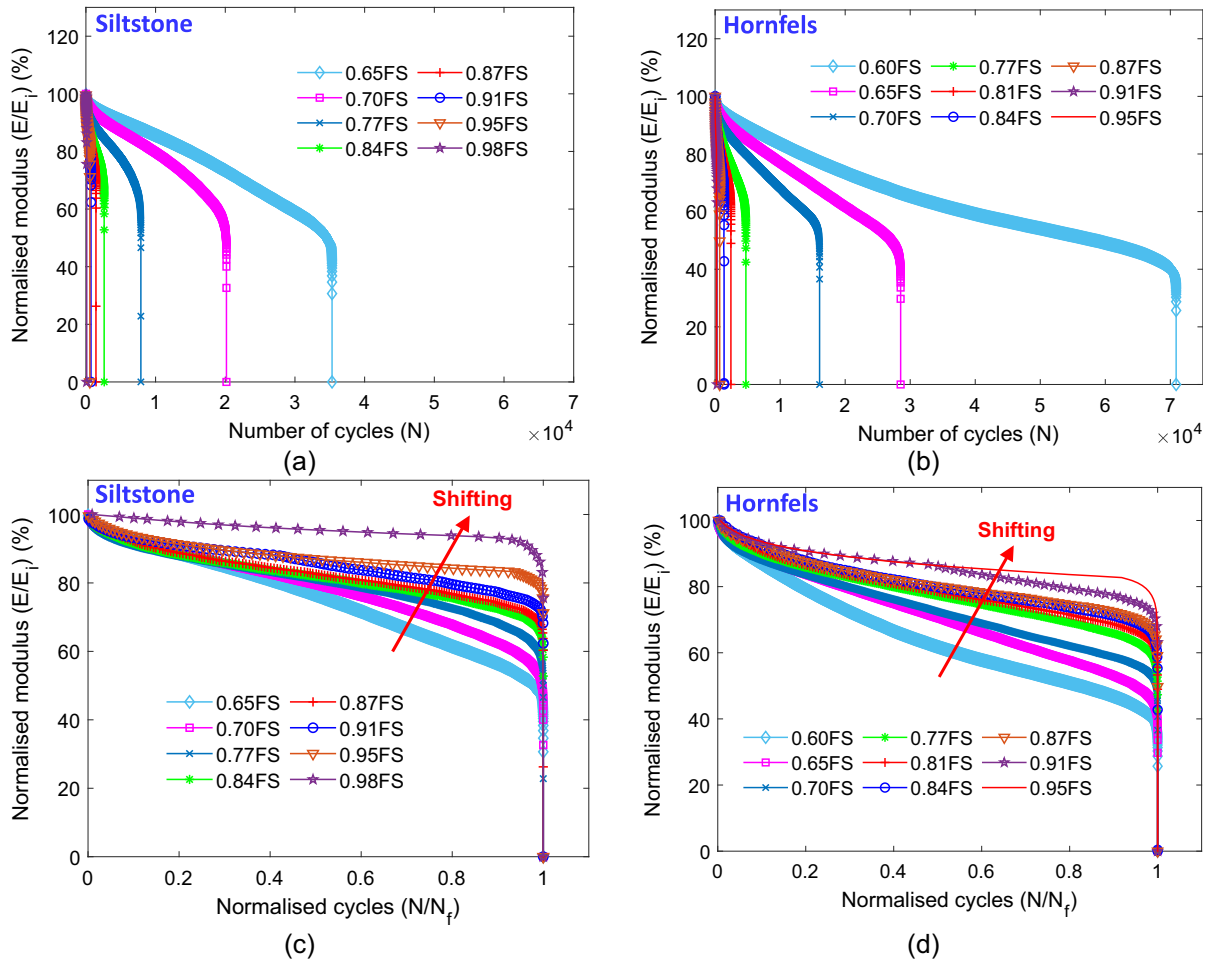 Siltstone
120
100
80
60
40
20
0
Normalised modulus (E/E_i) (%)
0.65FS
0.70FS
0.77FS
0.84FS
0.87FS
0.91FS
0.95FS
0.98FS
0 1 2 3 4 5 6 7
Number of cycles (N)
×10^4
(a)
Hornfels
120
100
80
60
40
20
0
Normalised modulus (E/E_i) (%)
0.60FS
0.65FS
0.70FS
0.77FS
0.81FS
0.84FS
0.87FS
0.91FS
0.95FS
0 1 2 3 4 5 6 7
Number of cycles (N)
×10^4
(b)
Siltstone
Shifting
100
80
60
40
20
0
Normalised modulus (E/E_i) (%)
0.65FS
0.70FS
0.77FS
0.84FS
0.87FS
0.91FS
0.95FS
0.98FS
0 0.2 0.4 0.6 0.8 1
Normalised cycles (N/N_f)
(c)
Hornfels
Shifting
100
80
60
40
20
0
Normalised modulus (E/E_i) (%)
0.60FS
0.65FS
0.70FS
0.77FS
0.81FS
0.84FS
0.87FS
0.91FS
0.95FS
0 0.2 0.4 0.6 0.8 1
Normalised cycles (N/N_f)
(d)